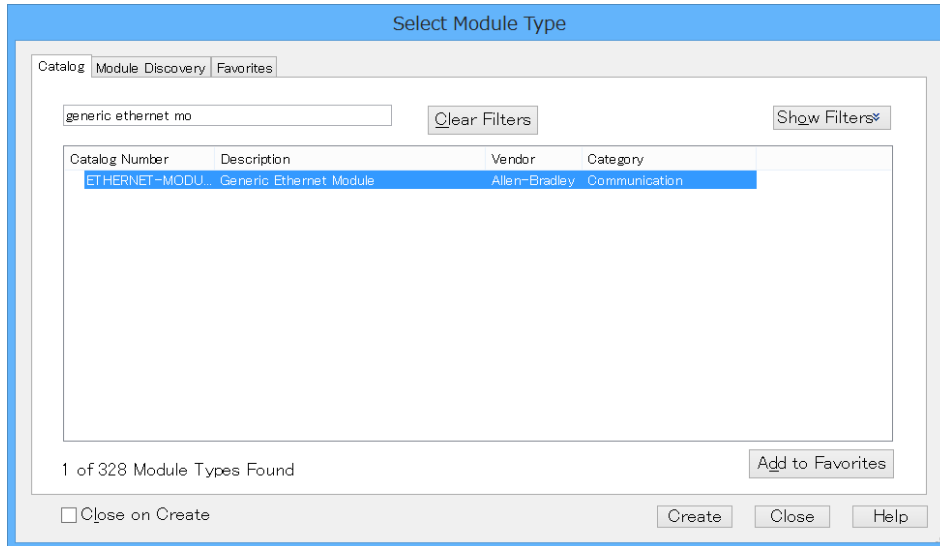 Select Module Type
Catalog Module Discovery Favorites
generic ethernet mo Clear Filters Show Filters
Catalog Number Description Vendor Category
ETHERNET-MODU... Generic Ethernet Module Allen-Bradley Communication
1 of 328 Module Types Found Add to Favorites
Close on Create Create Close Help